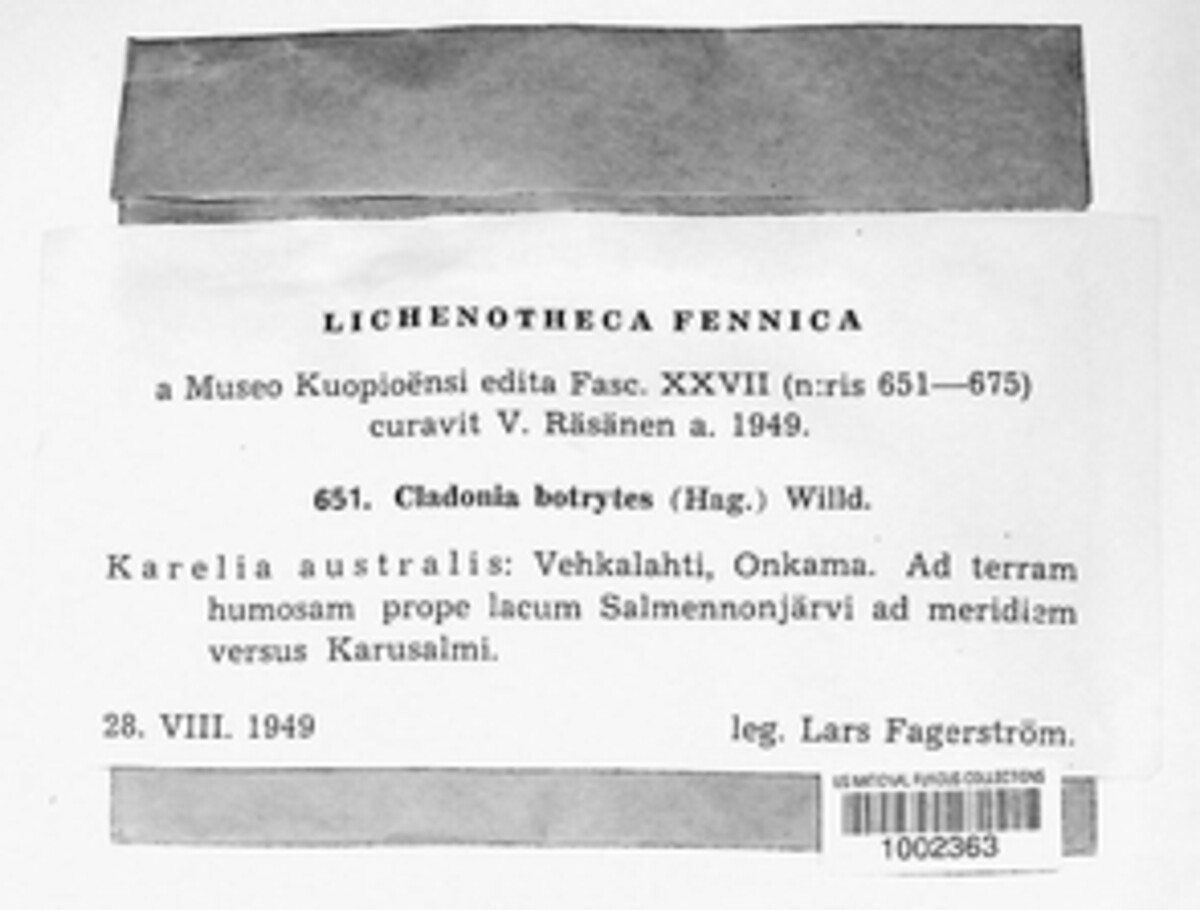 LICHENOTHECA FENNICA
a Museo Kuopioënsi edita Fasc. XXVII (n:ris 651—675)
curavit V. Räsänen a. 1949.
651. Cladonia botrytes (Hag.) Willd.
Karelia australis: Vehkalahti, Onkama. Ad terram
humosam prope lacum Salmennonjärvi ad meridiem
versus Karusalmi.
28. VIII. 1949
leg. Lars Fagerström.
US NATIONAL FUNGUS COLLECTIONS
1002363